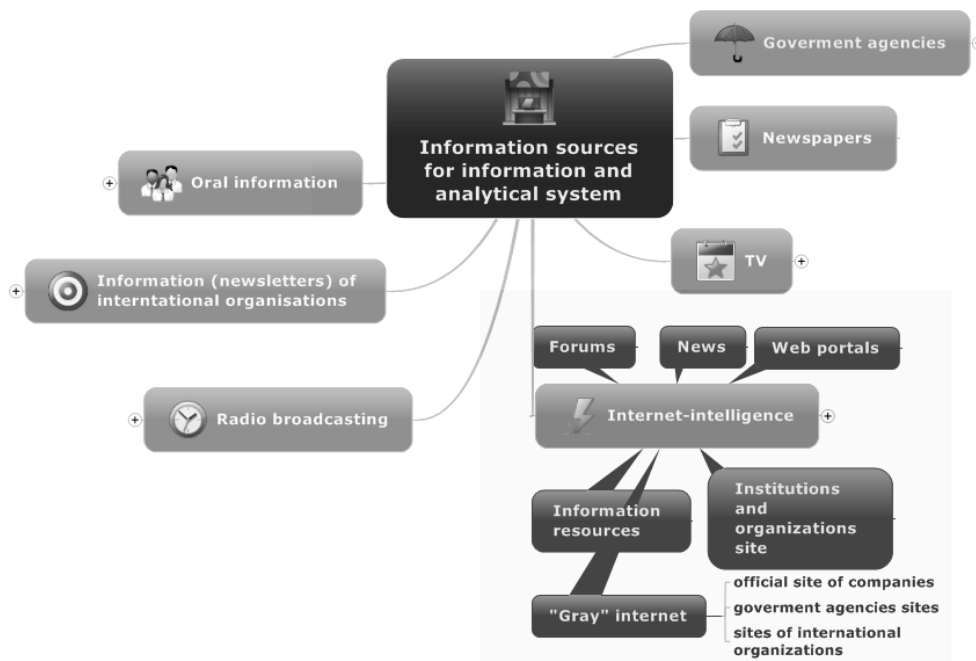 Goverment agencies
Information sources
for information and
analytical system
Newspapers
Oral information
TV
Information (newsletters) of
interntational organisations
Forums
News
Web portals
Radio broadcasting
Internet-intelligence
Information
resources
Institutions
and
organizations
site
"Gray" internet
official site of companies
goverment agencies sites
sites of international
organizations